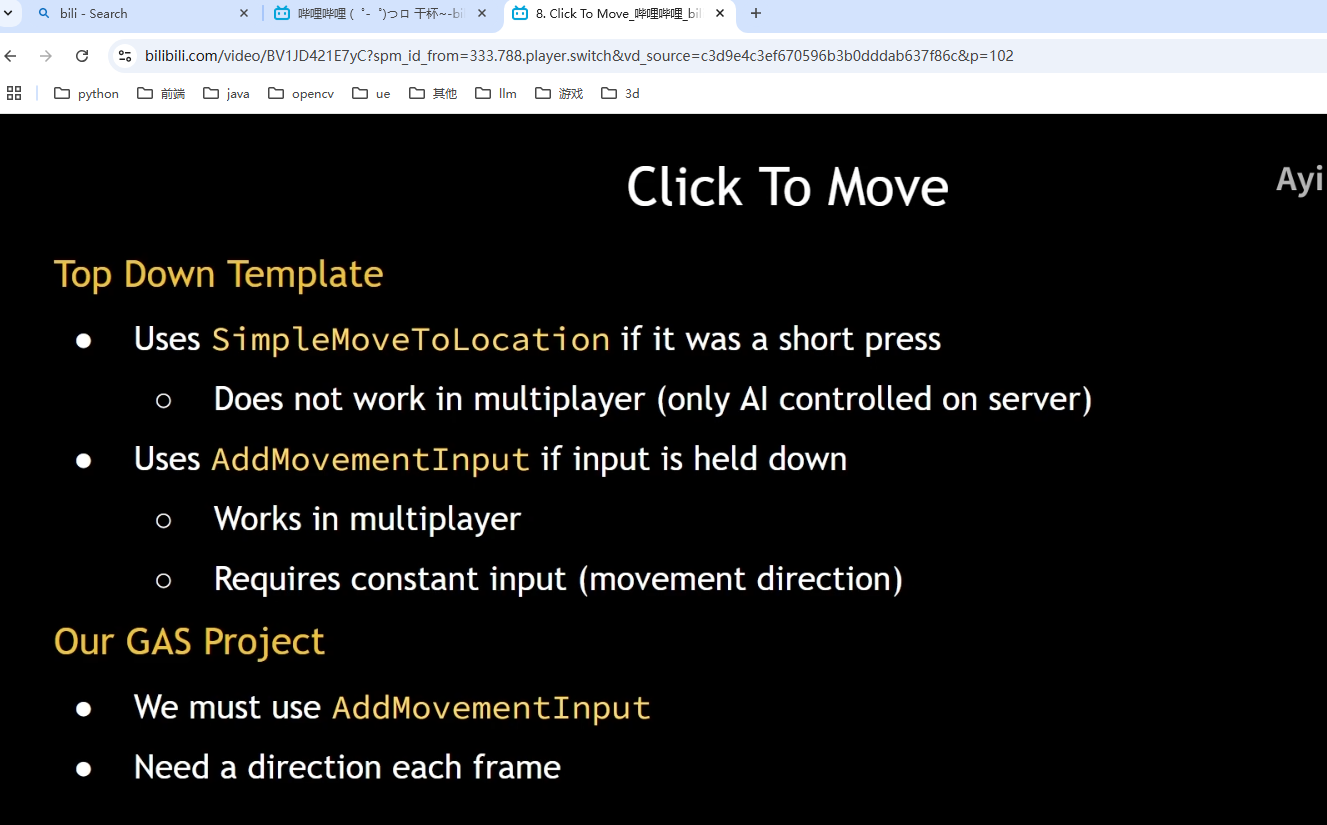 bili - Search
哔哩哔哩 (゜-゜)つロ 干杯~-bil
8. Click To Move_哔哩哔哩_bil
bilibili.com/video/BV1JD421E7yC?spm_id_from=333.788.player.switch&vd_source=c3d9e4c3ef670596b3b0dddab637f86c&p=102
python 前端 java opencv ue 其他 llm 游戏 3d
Click To Move
Ayi
Top Down Template
● Uses SimpleMoveToLocation if it was a short press
○ Does not work in multiplayer (only AI controlled on server)
● Uses AddMovementInput if input is held down
○ Works in multiplayer
○ Requires constant input (movement direction)
Our GAS Project
● We must use AddMovementInput
● Need a direction each frame